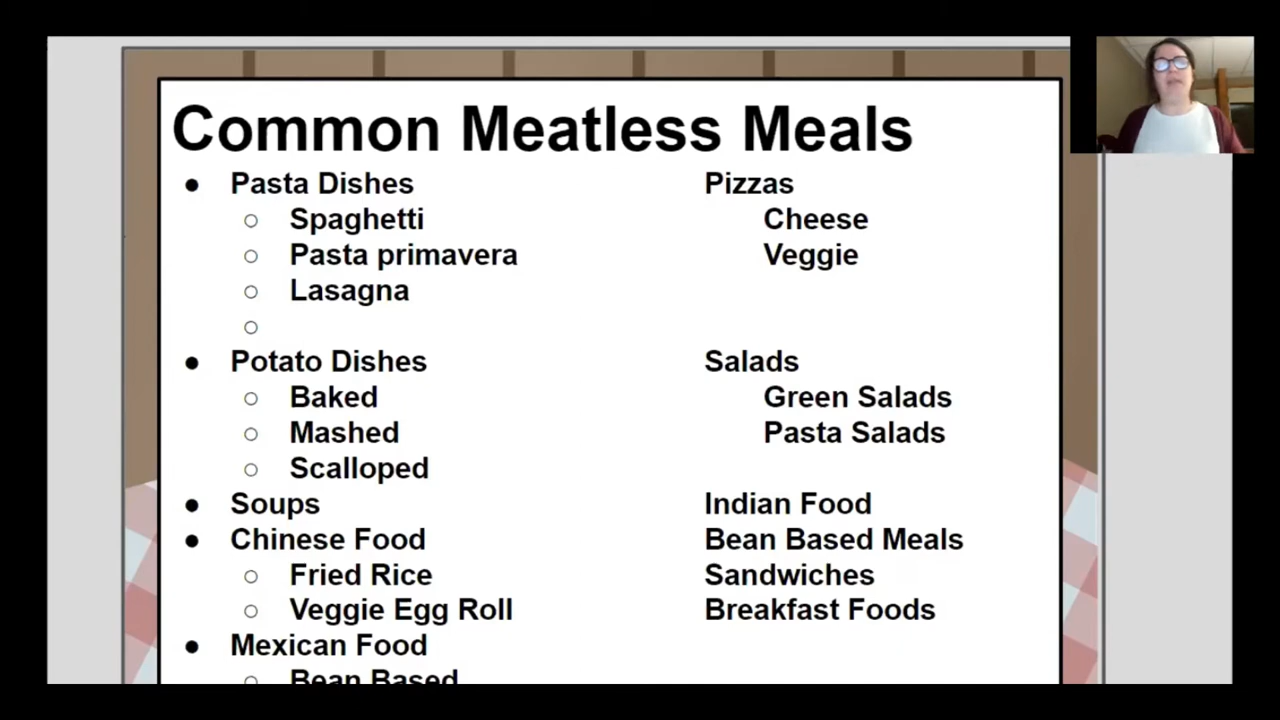 Common Meatless Meals
● Pasta Dishes
○ Spaghetti
○ Pasta primavera
○ Lasagna
○
● Potato Dishes
○ Baked
○ Mashed
○ Scalloped
● Soups
● Chinese Food
○ Fried Rice
○ Veggie Egg Roll
● Mexican Food
○ Bean Based
Pizzas
Cheese
Veggie
Salads
Green Salads
Pasta Salads
Indian Food
Bean Based Meals
Sandwiches
Breakfast Foods